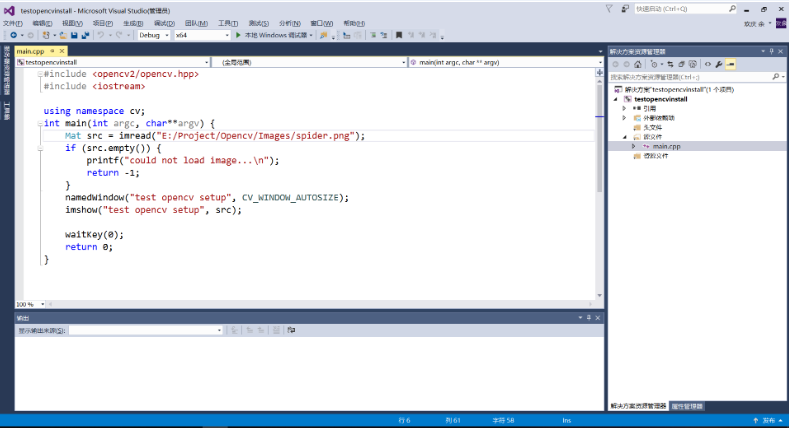 testopencvinstall - Microsoft Visual Studio(管理员)
快速启动 (Ctrl+Q)
文件(F) 编辑(E) 视图(V) 项目(P) 生成(B) 调试(D) 团队(M) 工具(T) 测试(S) 分析(N) 窗口(W) 帮助(H)
Debug x64 本地 Windows 调试器
main.cpp
testopencvinstall (全局范围) main(int argc, char ** argv)
#include <opencv2/opencv.hpp>
#include <iostream>
using namespace cv;
int main(int argc, char**argv) {
Mat src = imread("E:/Project/Opencv/Images/spider.png");
if (src.empty()) {
printf("could not load image...\n");
return -1;
}
namedWindow("test opencv setup", CV_WINDOW_AUTOSIZE);
imshow("test opencv setup", src);
waitKey(0);
return 0;
}
100 %
输出
显示输出来源(S):
解决方案资源管理器
搜索解决方案资源管理器(Ctrl+;)
解决方案"testopencvinstall"(1 个项目)
testopencvinstall
引用
外部依赖项
头文件
源文件
main.cpp
资源文件
解决方案资源管理器 属性管理器
行 6 列 61 字符 58 Ins 发布